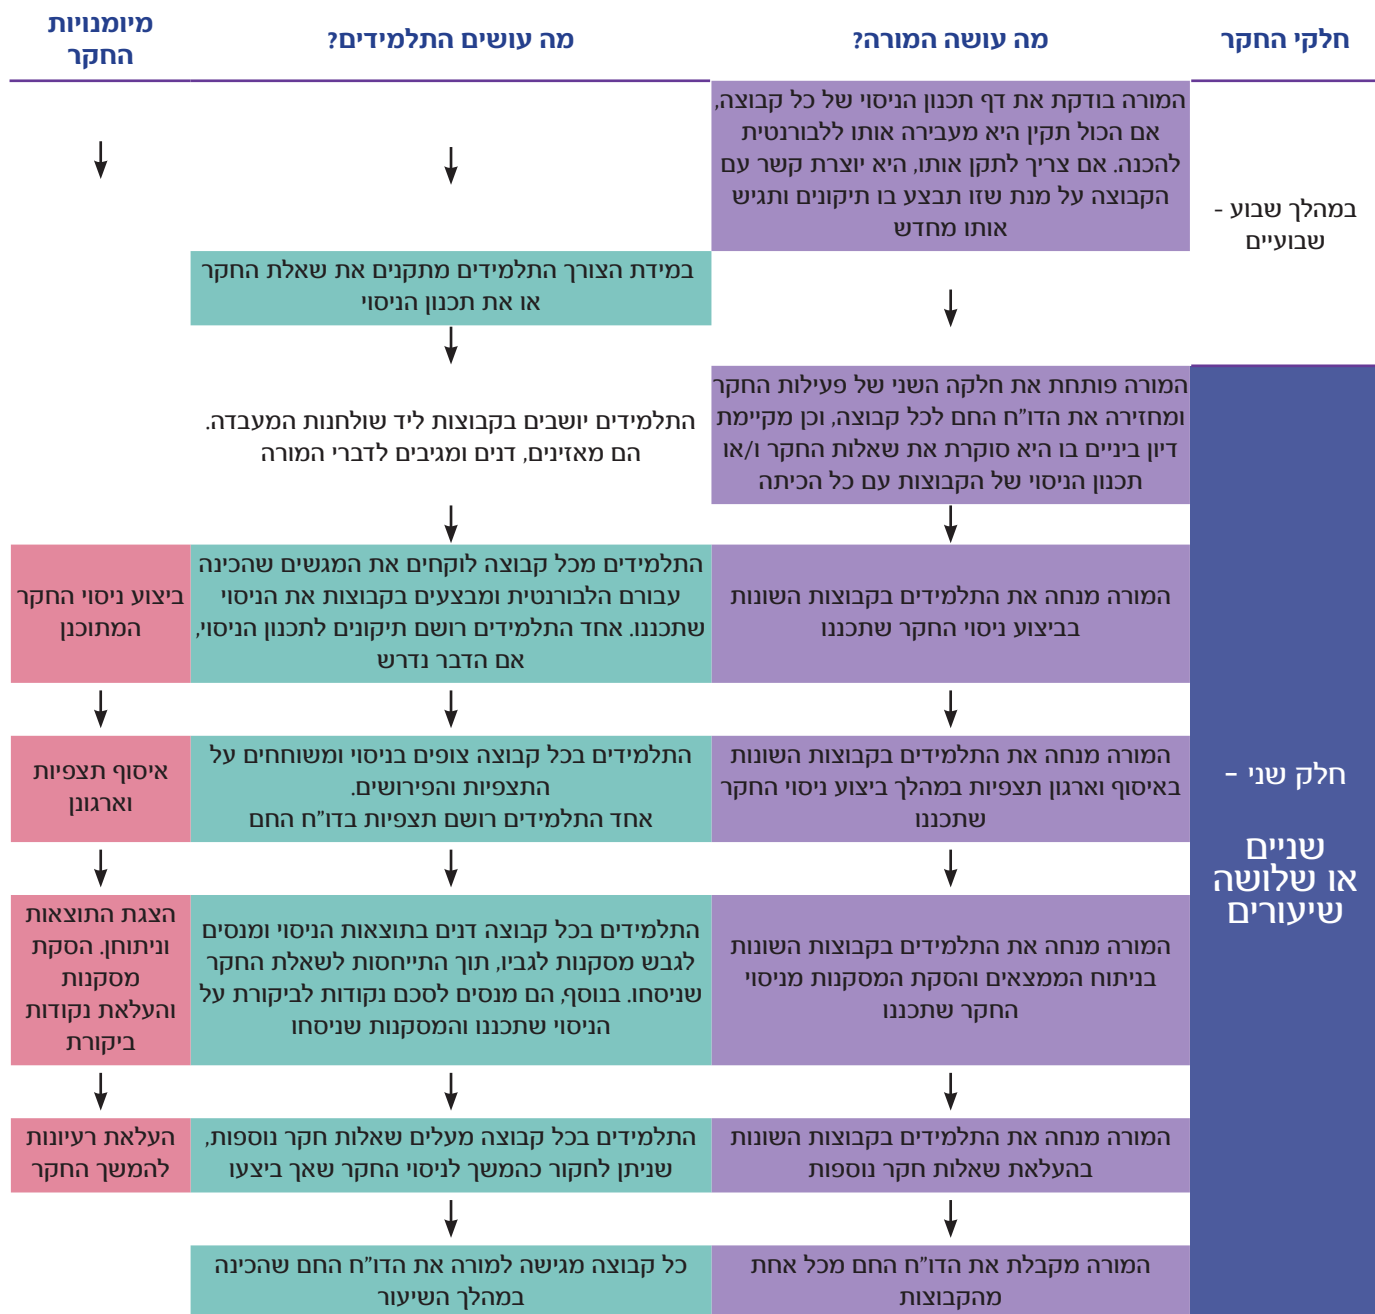 חלקי החקר
מה עושה המורה?
מה עושים התלמידים?
מיומנויות
החקר
במהלך שבוע -
שבועיים
המורה בודקת את דף תכנון הניסוי של כל קבוצה,
אם הכול תקין היא מעבירה אותו ללבורנטית
להכנה. אם צריך לתקן אותו, היא יוצרת קשר עם
הקבוצה על מנת שזו תבצע בו תיקונים ותגיש
אותו מחדש
במידת הצורך התלמידים מתקנים את שאלת החקר
או את תכנון הניסוי
חלק שני -
שניים
או שלושה
שיעורים
המורה פותחת את חלקה השני של פעילות החקר
ומחזירה את הדו"ח החם לכל קבוצה, וכן מקיימת
דיון ביניים בו היא סוקרת את שאלות החקר ו/או
תכנון הניסוי של הקבוצות עם כל הכיתה
התלמידים יושבים בקבוצות ליד שולחנות המעבדה.
הם מאזינים, דנים ומגיבים לדברי המורה
המורה מנחה את התלמידים בקבוצות השונות
בביצוע ניסוי החקר שתכננו
התלמידים מכל קבוצה לוקחים את המגשים שהכינה
עבורם הלבורנטית ומבצעים בקבוצות את הניסוי
שתכננו. אחד התלמידים רושם תיקונים לתכנון הניסוי,
אם הדבר נדרש
ביצוע ניסוי החקר
המתוכנן
המורה מנחה את התלמידים בקבוצות השונות
באיסוף וארגון תצפיות במהלך ביצוע ניסוי החקר
שתכננו
התלמידים בכל קבוצה צופים בניסוי ומשוחחים על
התצפיות והפירושים.
אחד התלמידים רושם תצפיות בדו"ח החם
איסוף תצפיות
וארגונן
המורה מנחה את התלמידים בקבוצות השונות
בניתוח הממצאים והסקת המסקנות מניסוי
החקר שתכננו
התלמידים בכל קבוצה דנים בתוצאות הניסוי ומנסים
לגבש מסקנות לגביו, תוך התייחסות לשאלת החקר
שניסחו. בנוסף, הם מנסים לסכם נקודות לביקורת על
הניסוי שתכננו והמסקנות שניסחו
הצגת התוצאות
וניתוחן. הסקת
מסקנות
והעלאת נקודות
ביקורת
המורה מנחה את התלמידים בקבוצות השונות
בהעלאת שאלות חקר נוספות
התלמידים בכל קבוצה מעלים שאלות חקר נוספות,
שניתן לחקור כהמשך לניסוי החקר שאך ביצעו
העלאת רעיונות
להמשך החקר
המורה מקבלת את הדו"ח החם מכל אחת
מהקבוצות
כל קבוצה מגישה למורה את הדו"ח החם שהכינה
במהלך השיעור